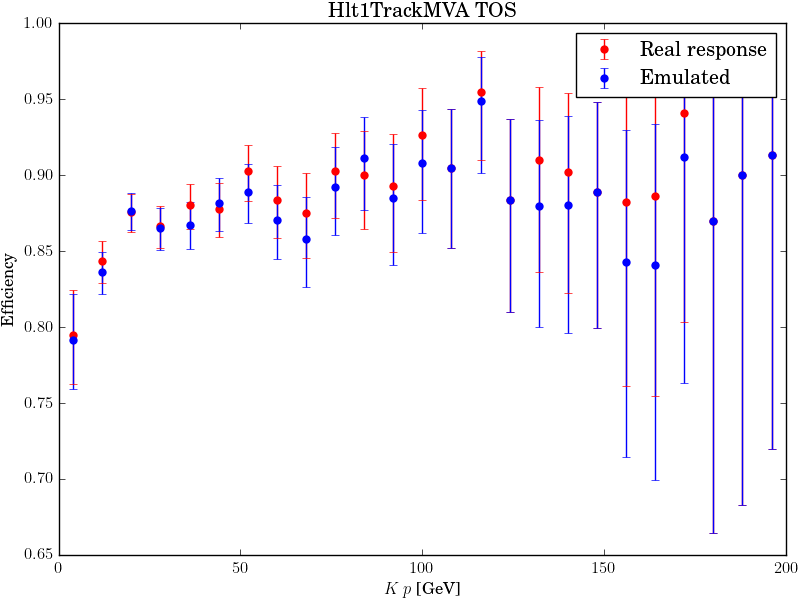 Hlt1TrackMVA TOS
1.00
0.95
0.90
0.85
0.80
0.75
0.70
0.65
Efficiency
Real response
Emulated
0
50
100
150
200
K p [GeV]